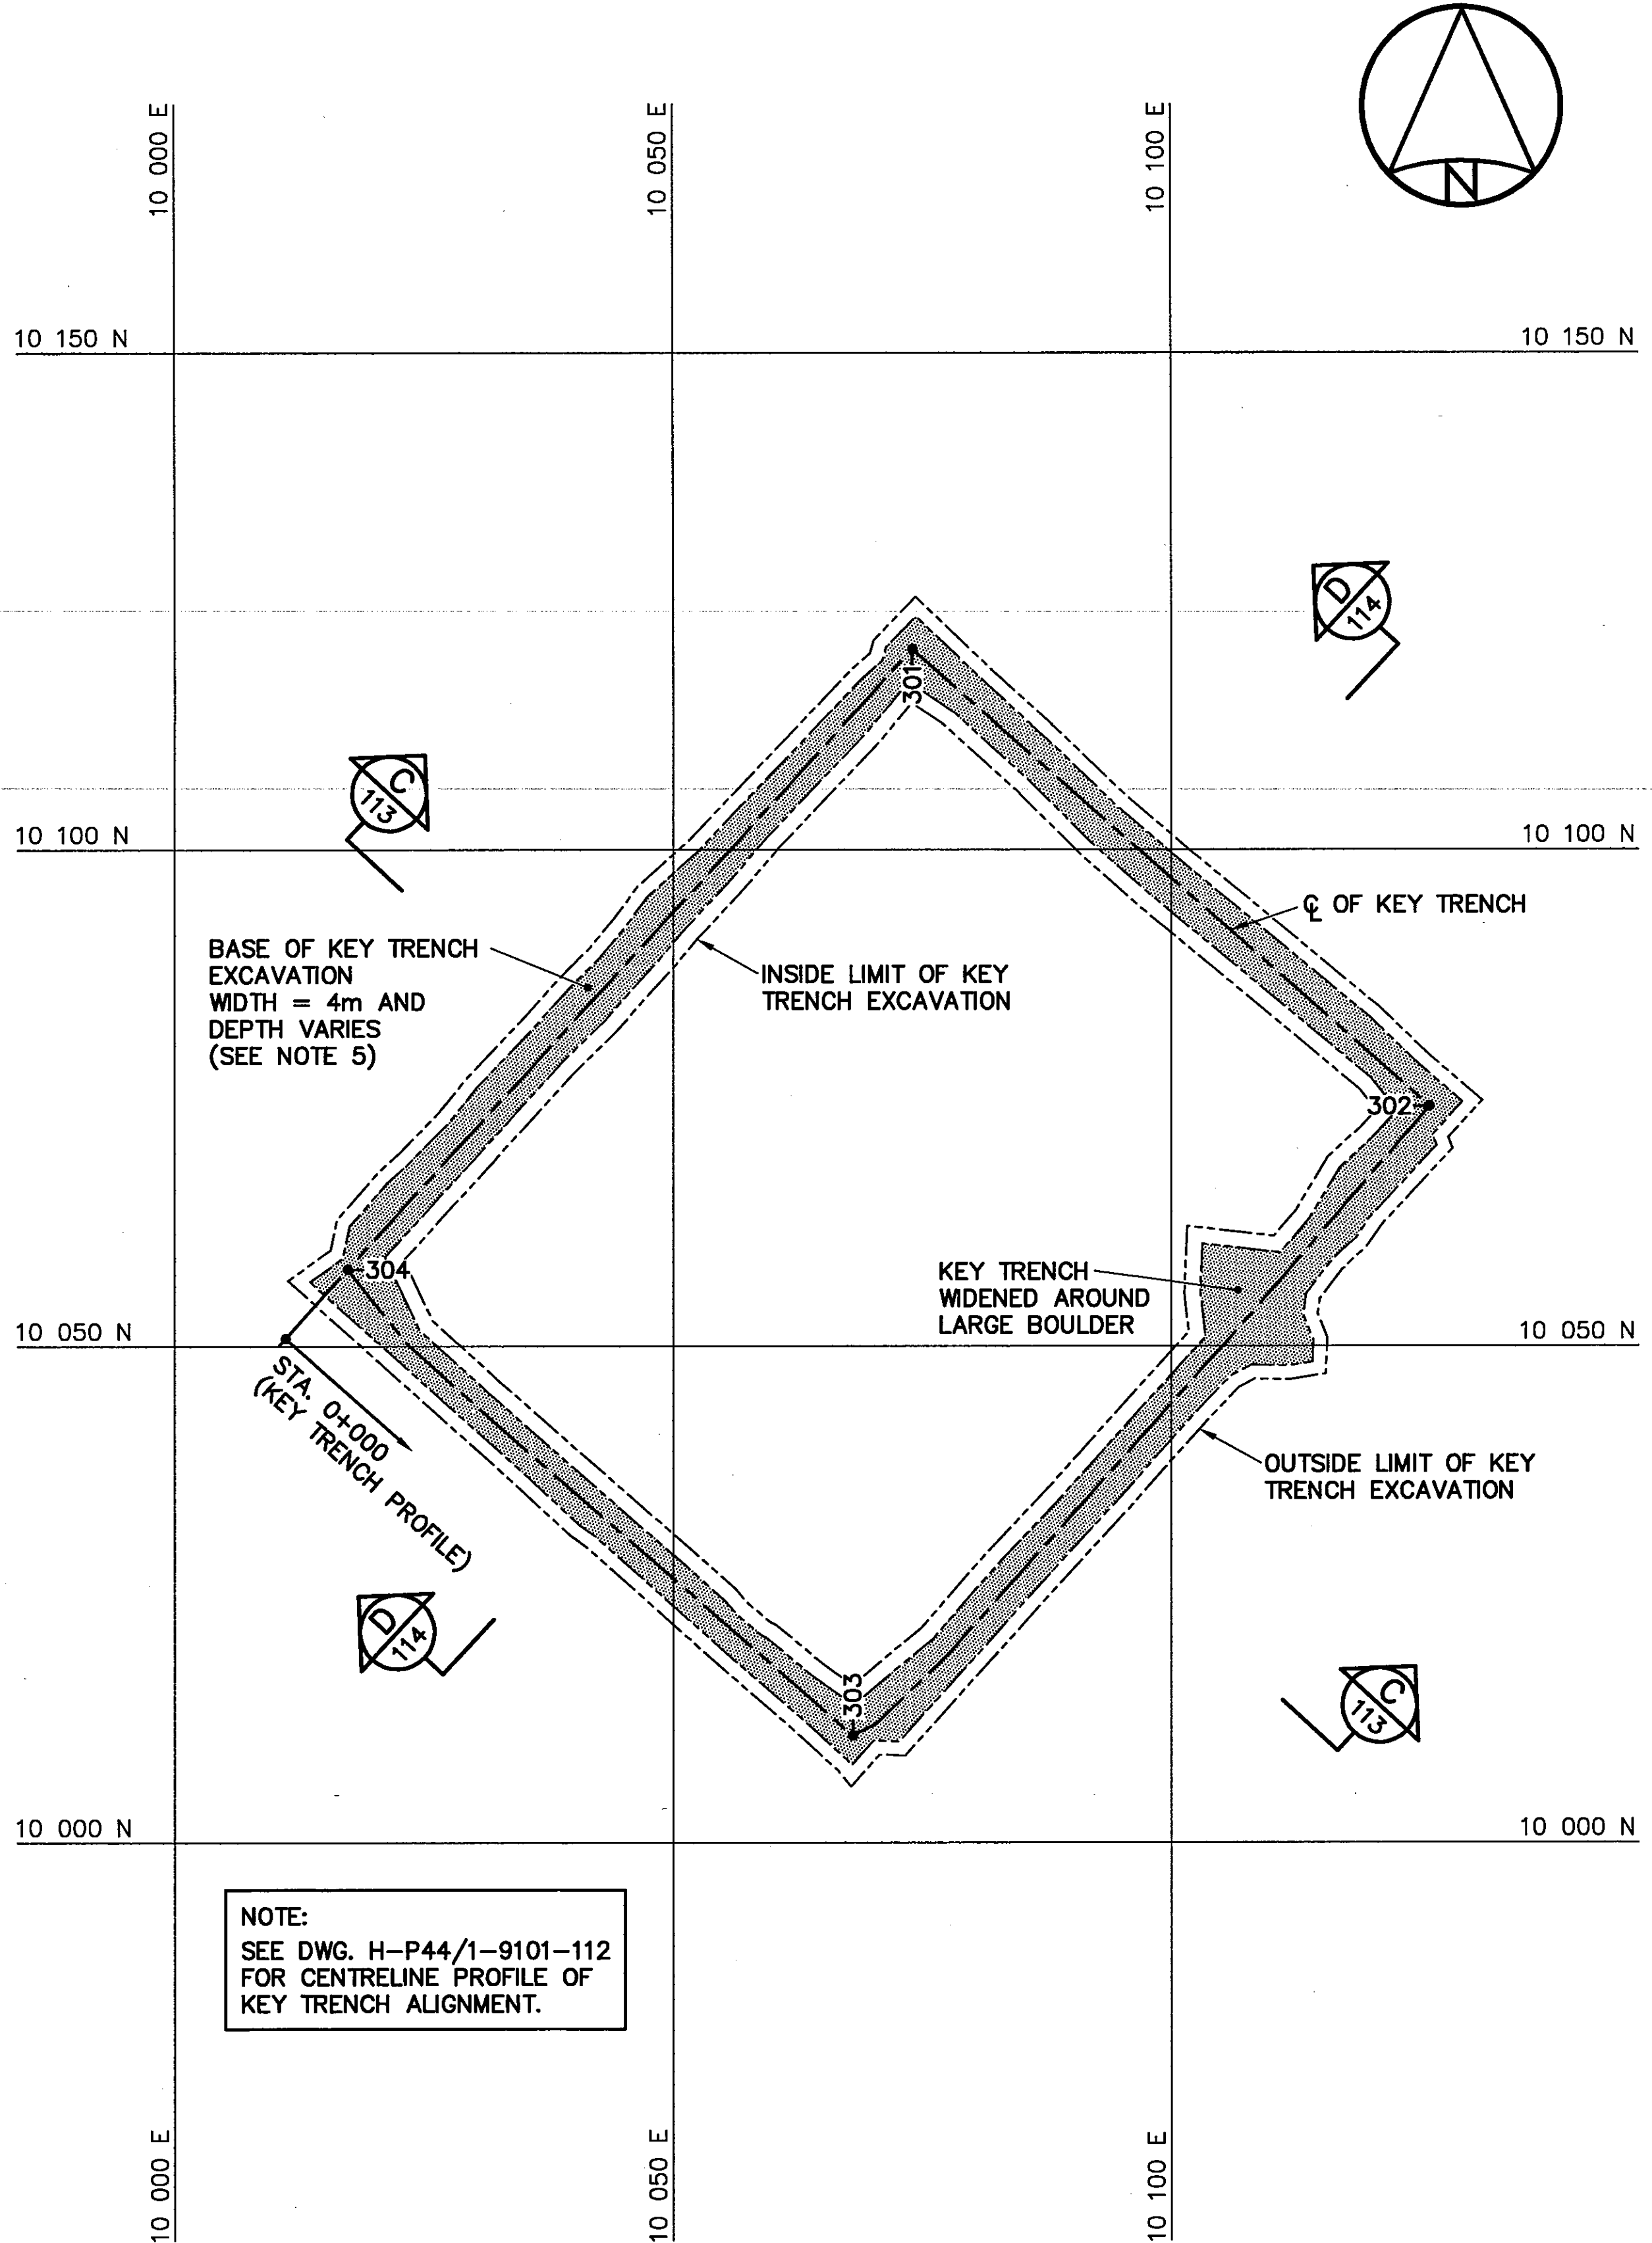 N
10 000 E
10 050 E
10 100 E
10 150 N
10 150 N
D
114
301
C
113
10 100 N
10 100 N
℄ OF KEY TRENCH
BASE OF KEY TRENCH
EXCAVATION
WIDTH = 4m AND
DEPTH VARIES
(SEE NOTE 5)
INSIDE LIMIT OF KEY
TRENCH EXCAVATION
302
304
KEY TRENCH
WIDENED AROUND
LARGE BOULDER
10 050 N
10 050 N
STA. 0+000
(KEY TRENCH PROFILE)
OUTSIDE LIMIT OF KEY
TRENCH EXCAVATION
D
114
303
C
113
10 000 N
10 000 N
NOTE:
SEE DWG. H-P44/1-9101-112
FOR CENTRELINE PROFILE OF
KEY TRENCH ALIGNMENT.
10 000 E
10 050 E
10 100 E